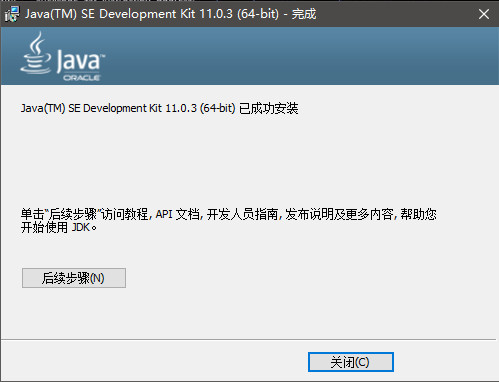 Java(TM) SE Development Kit 11.0.3 (64-bit) - 完成
Java™
ORACLE
Java(TM) SE Development Kit 11.0.3 (64-bit) 已成功安装
单击“后续步骤”访问教程, API 文档, 开发人员指南, 发布说明及更多内容, 帮助您
开始使用 JDK。
后续步骤(N)
关闭(C)